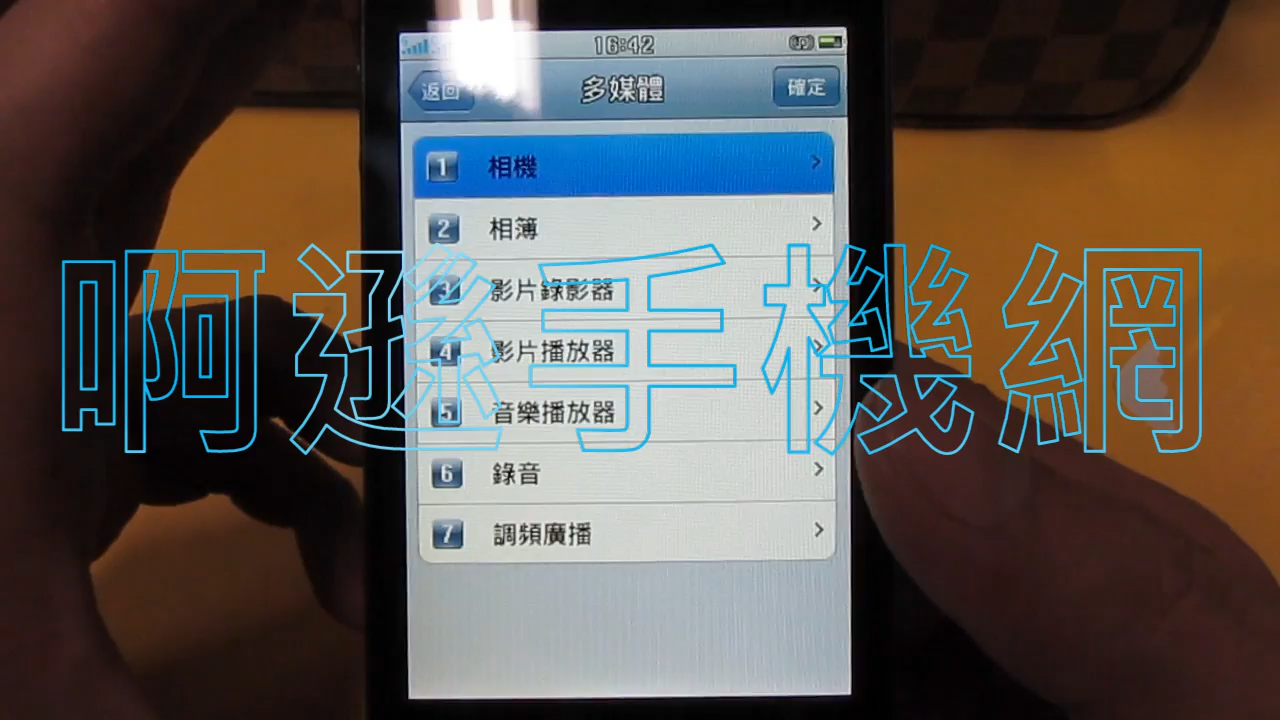 16:42
返回 多媒體 確定
1 相機
2 相簿
3 影片錄影器
4 影片播放器
5 音樂播放器
6 錄音
7 調頻廣播
啊遜手機網